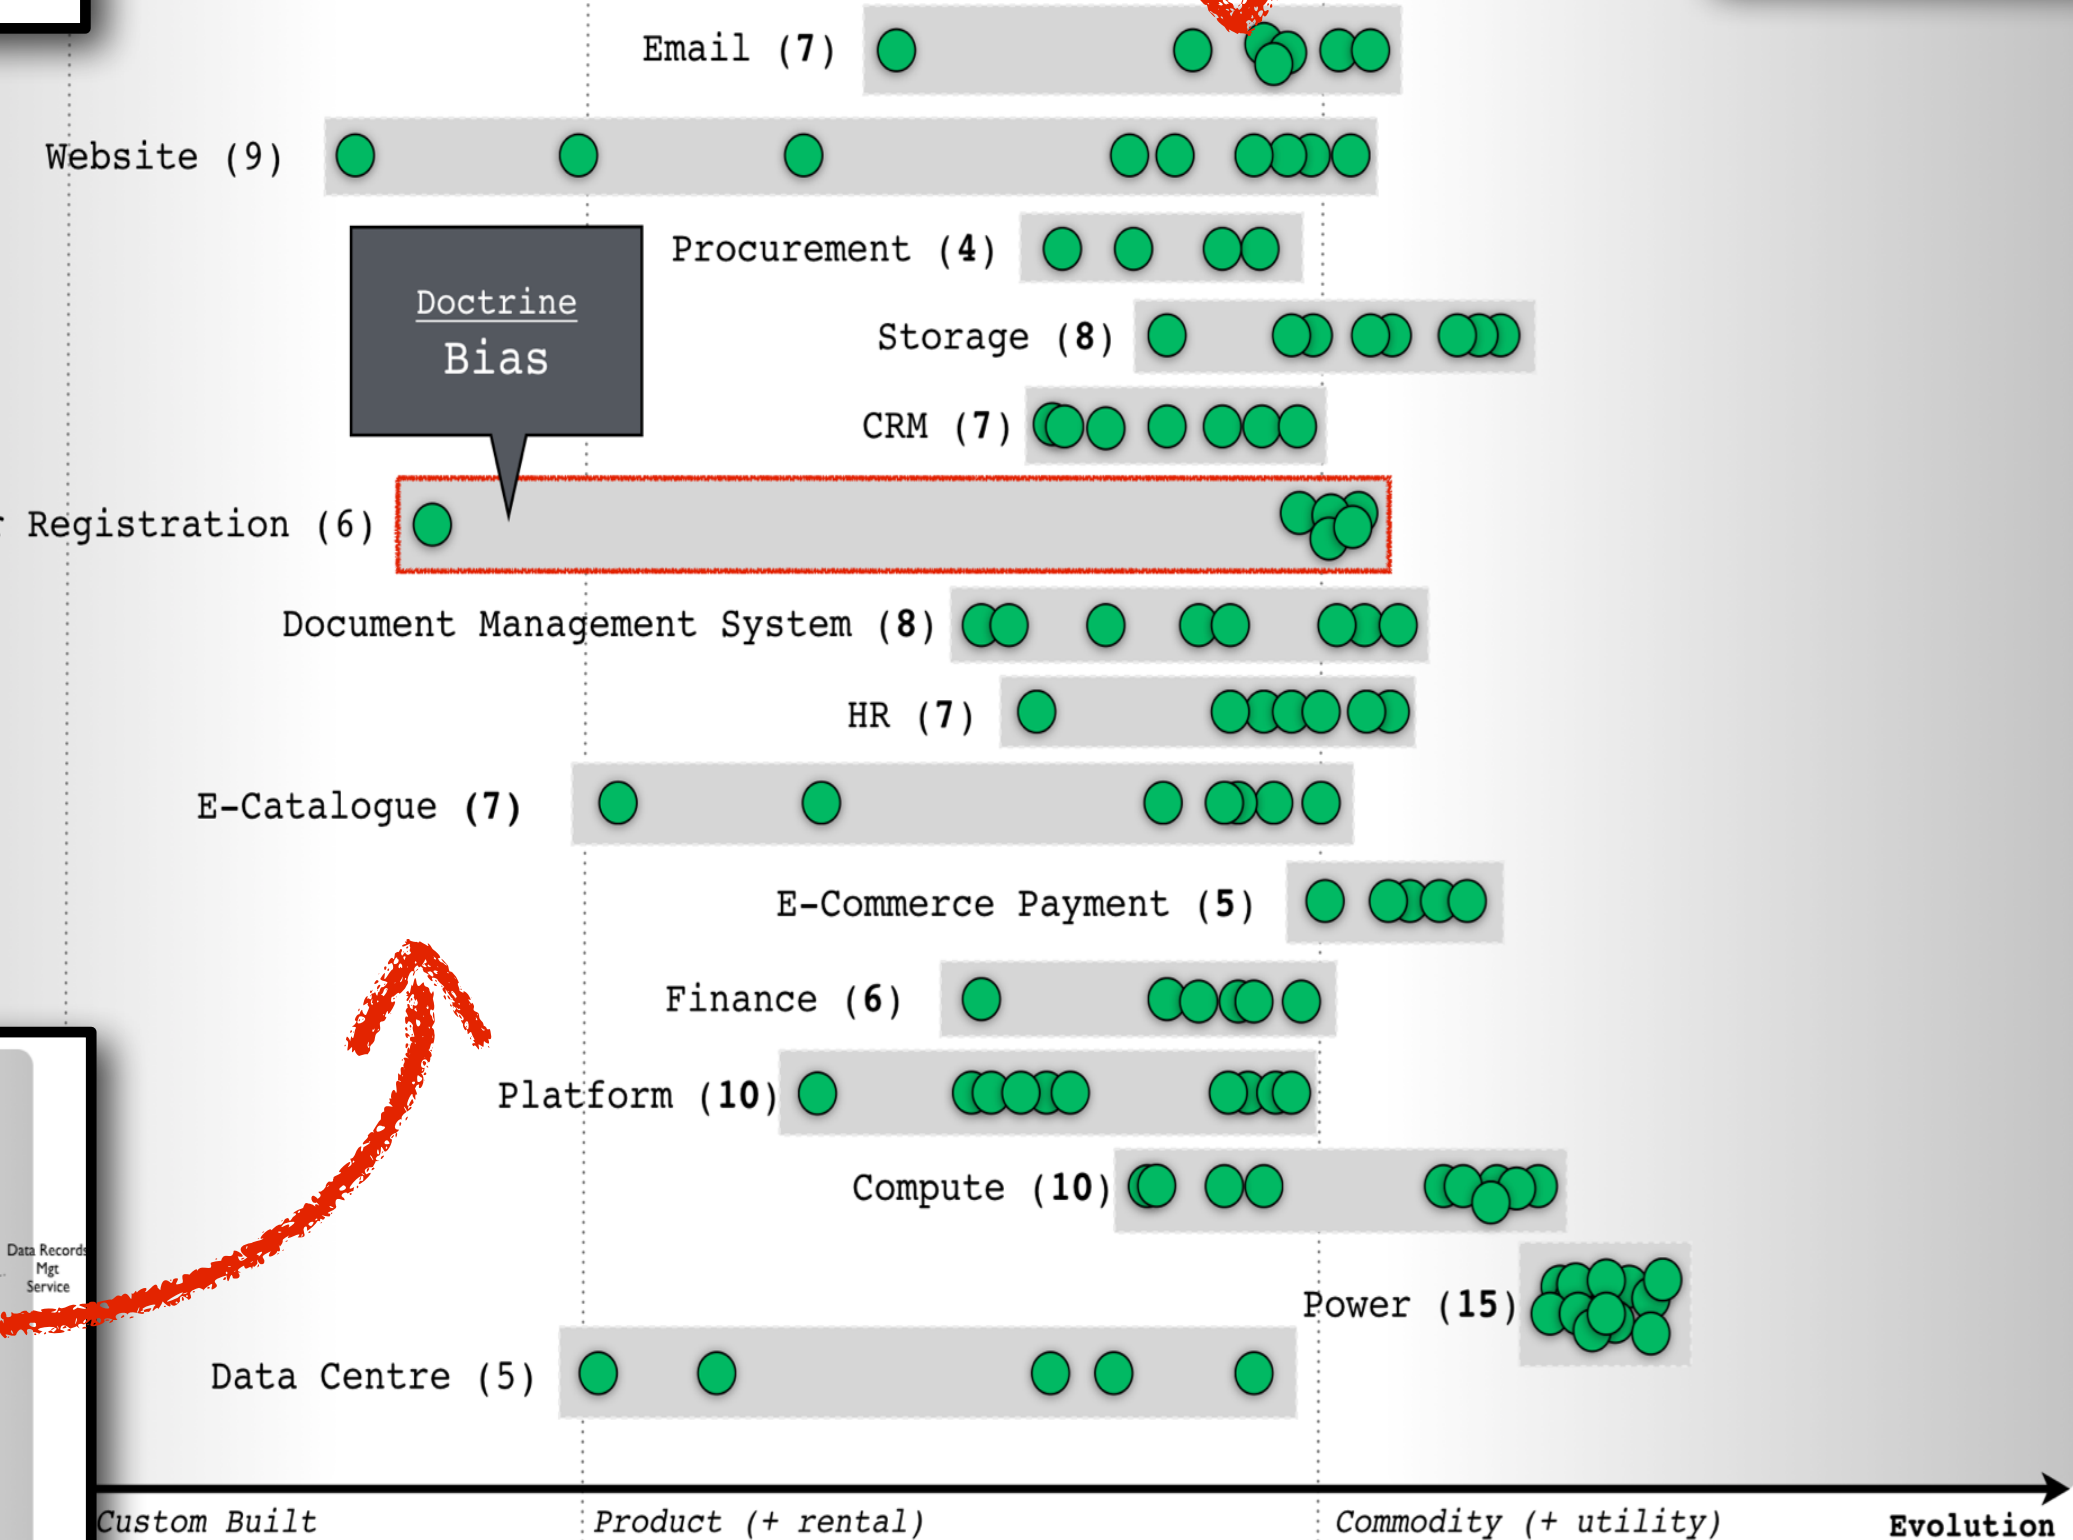 Email (7)
Website (9)
Procurement (4)
Doctrine
Bias
Storage (8)
CRM (7)
Registration (6)
Document Management System (8)
HR (7)
E-Catalogue (7)
E-Commerce Payment (5)
Finance (6)
Platform (10)
Compute (10)
Data Records
Mgt
Service
Power (15)
Data Centre (5)
Custom Built
Product (+ rental)
Commodity (+ utility)
Evolution